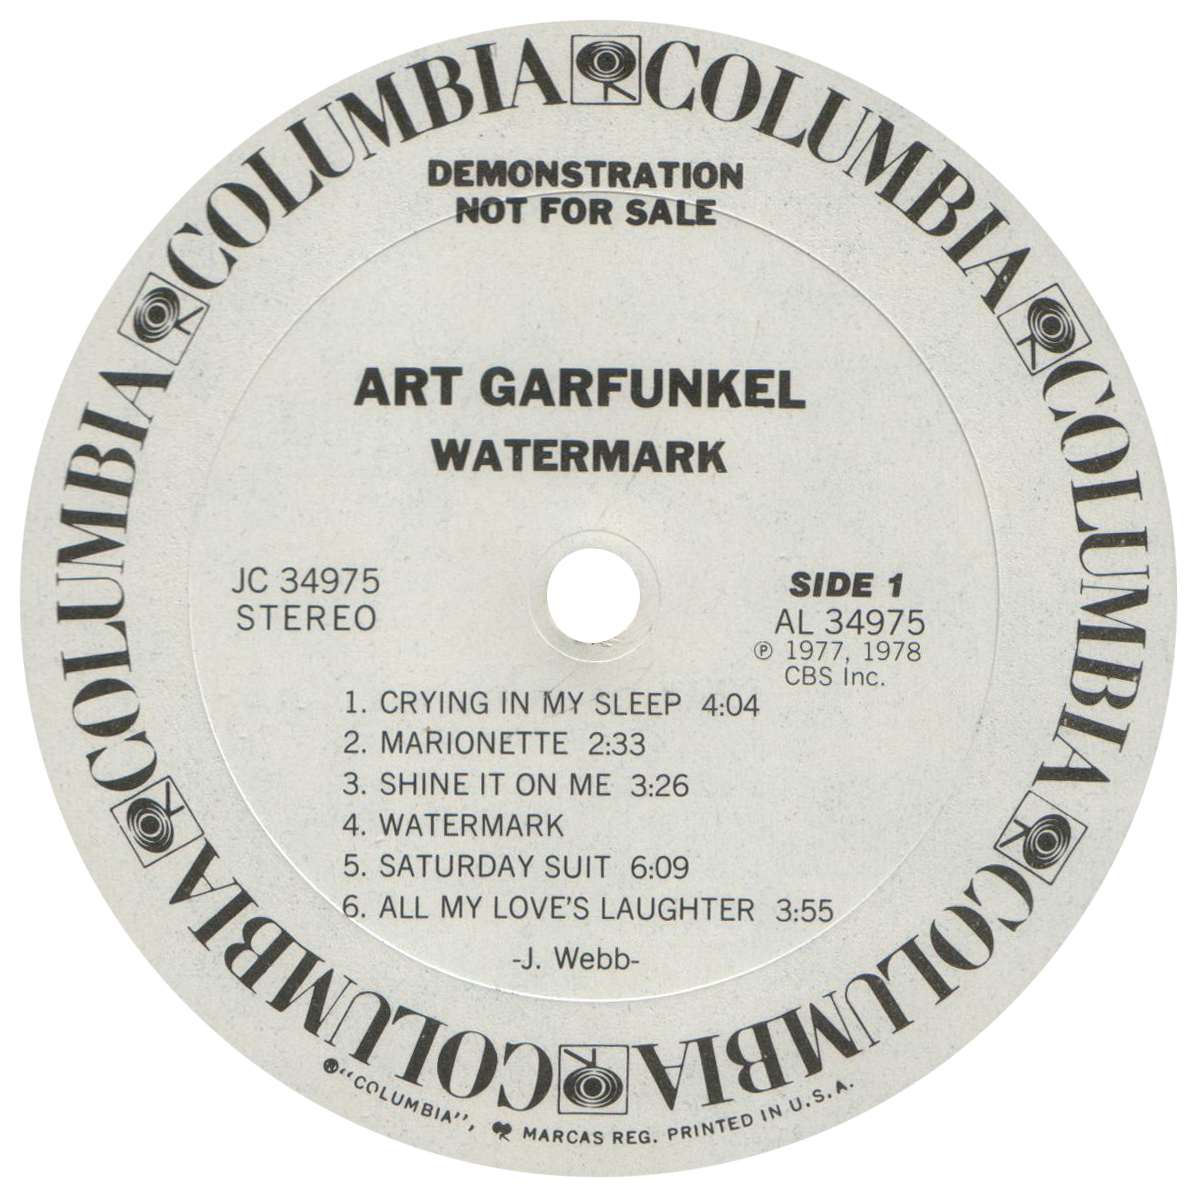 COLUMBIA COLUMBIA COLUMBIA COLUMBIA COLUMBIA COLUMBIA COLUMBIA COLUMBIA
DEMONSTRATION
NOT FOR SALE
ART GARFUNKEL
WATERMARK
JC 34975
STEREO
SIDE 1
AL 34975
℗ 1977, 1978
CBS Inc.
1. CRYING IN MY SLEEP 4:04
2. MARIONETTE 2:33
3. SHINE IT ON ME 3:26
4. WATERMARK
5. SATURDAY SUIT 6:09
6. ALL MY LOVE'S LAUGHTER 3:55
-J. Webb-
®"COLUMBIA", MARCAS REG. PRINTED IN U.S.A.